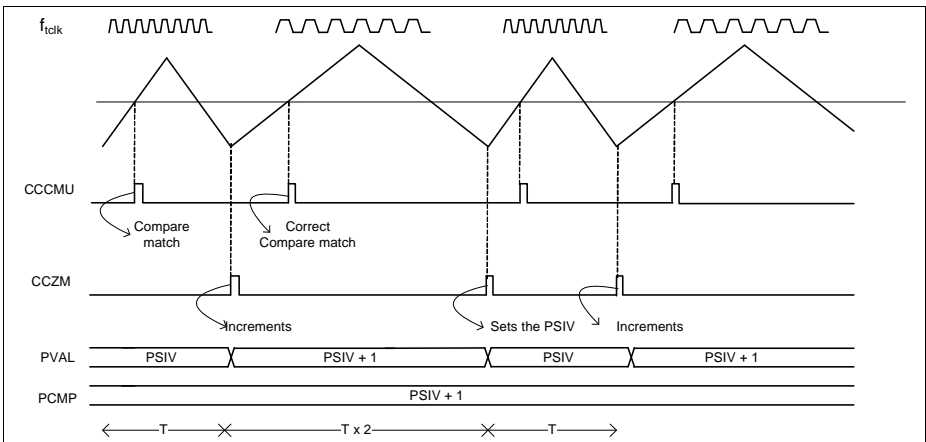 ftclk
CCCMU
Compare
match
Correct
Compare match
CCZM
Increments
Sets the PSIV
Increments
PVAL
PSIV
PSIV + 1
PSIV
PSIV + 1
PCMP
PSIV + 1
T
T x 2
T